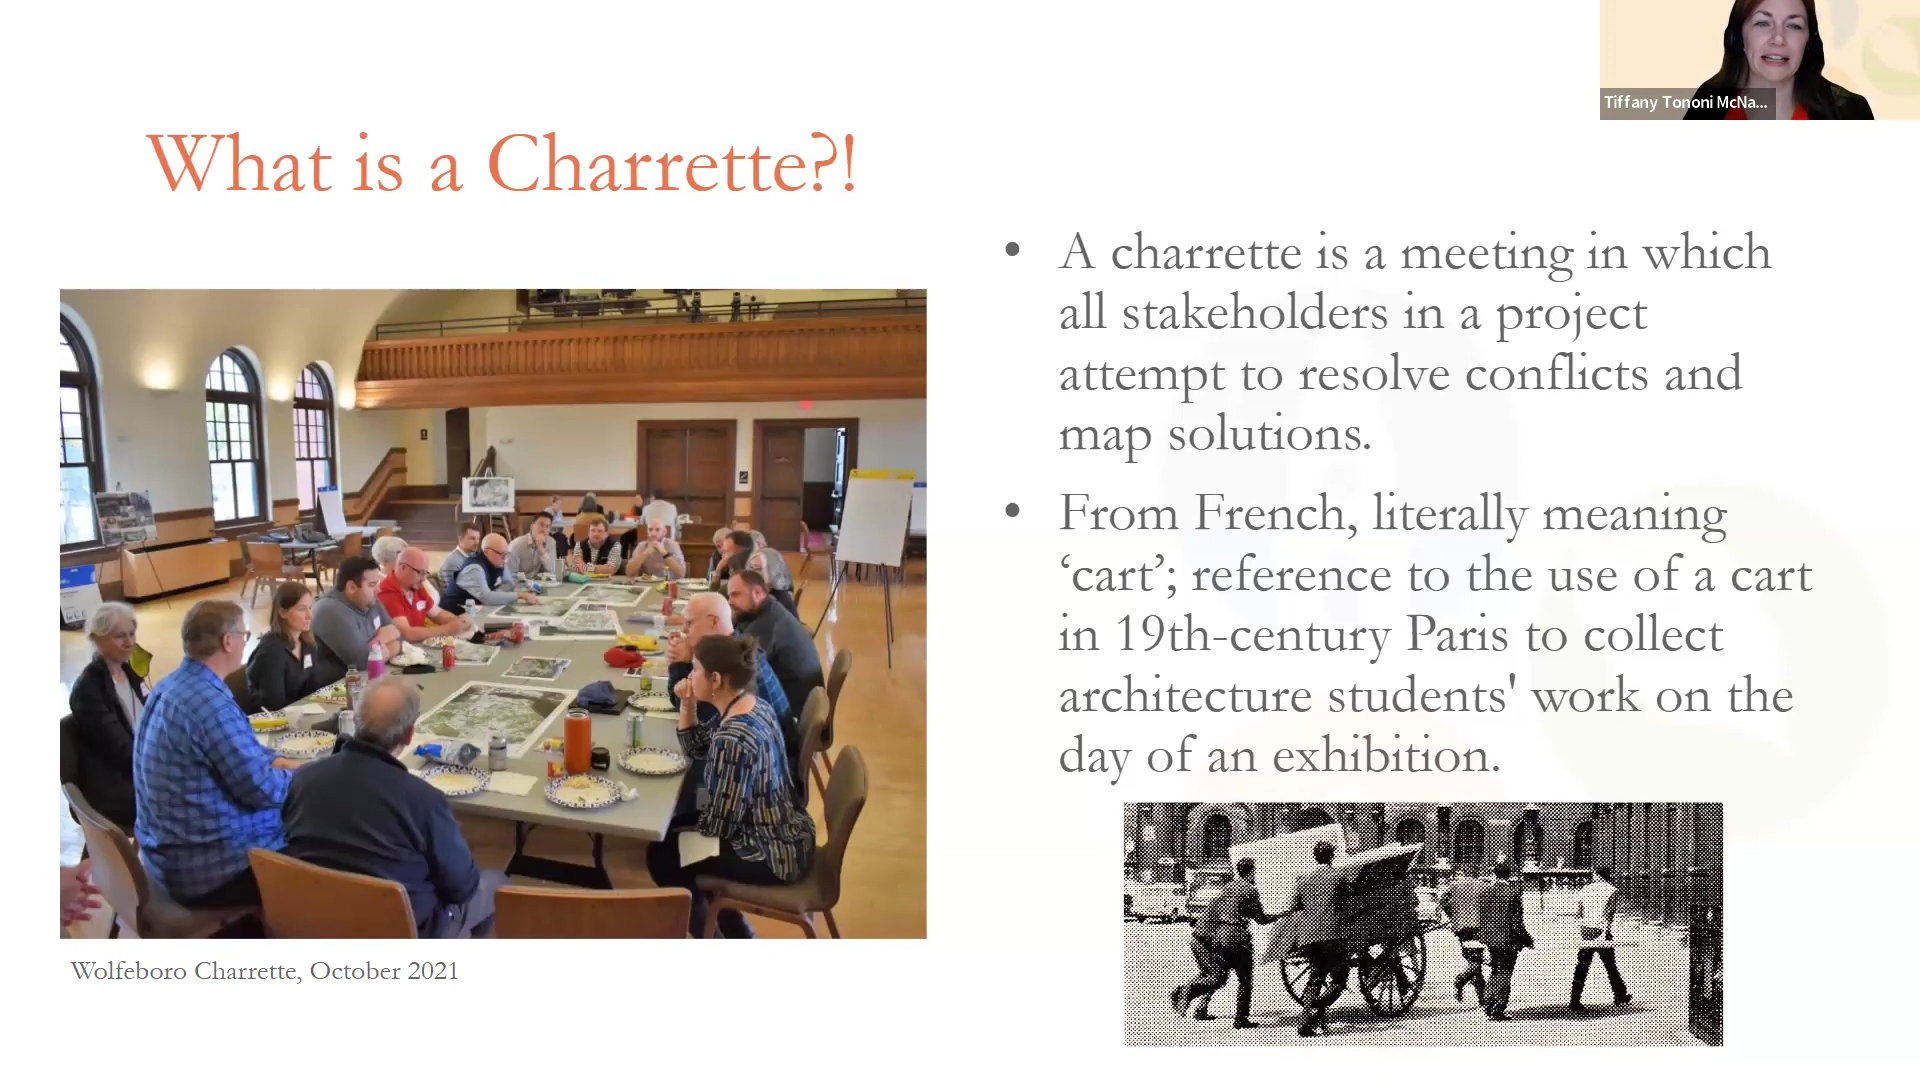 Tiffany Tononi McNa...
What is a Charrette?!
• A charrette is a meeting in which
all stakeholders in a project
attempt to resolve conflicts and
map solutions.
• From French, literally meaning
‘cart’; reference to the use of a cart
in 19th-century Paris to collect
architecture students' work on the
day of an exhibition.
Wolfeboro Charrette, October 2021